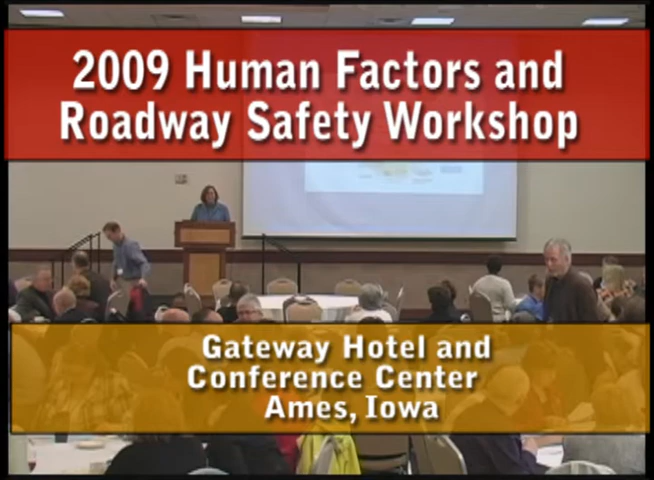 2009 Human Factors and
Roadway Safety Workshop
Gateway Hotel and
Conference Center
Ames, Iowa